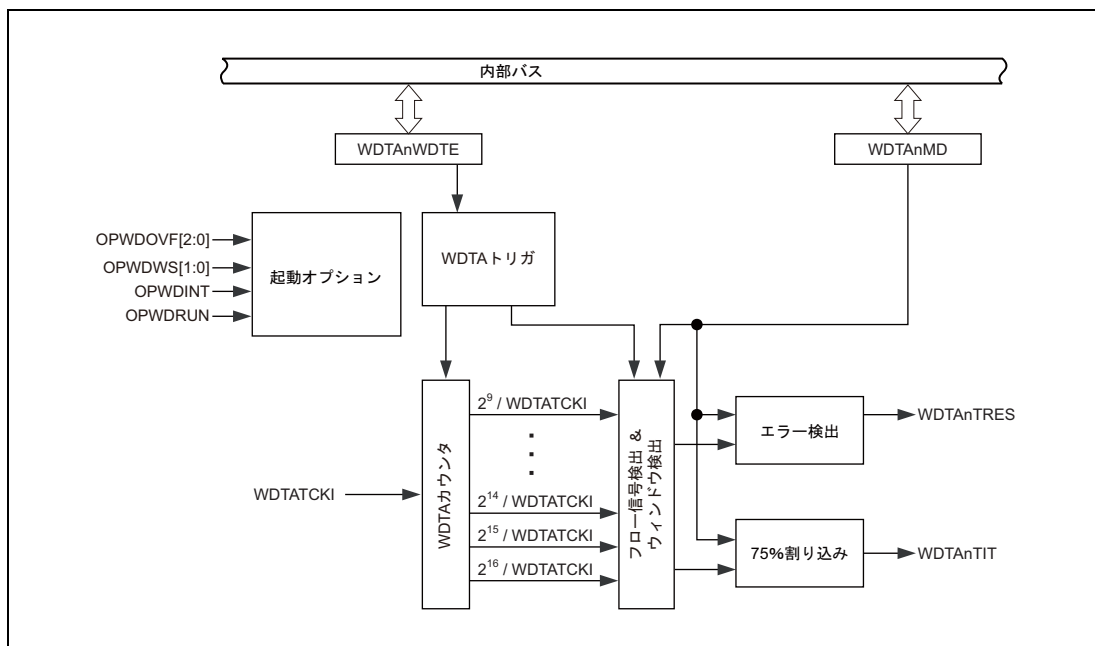 内部バス
WDTAnWDTE
WDTAnMD
OPWDOVF[2:0]
OPWDWS[1:0]
OPWDINT
OPWDRUN
起動オプション
WDTAトリガ
WDTATCKI
WDTAカウンタ
2⁹ / WDTATCKI
2¹⁴ / WDTATCKI
2¹⁵ / WDTATCKI
2¹⁶ / WDTATCKI
フロー信号検出 &
ウィンドウ検出
エラー検出
WDTAnTRES
75%割り込み
WDTAnTIT